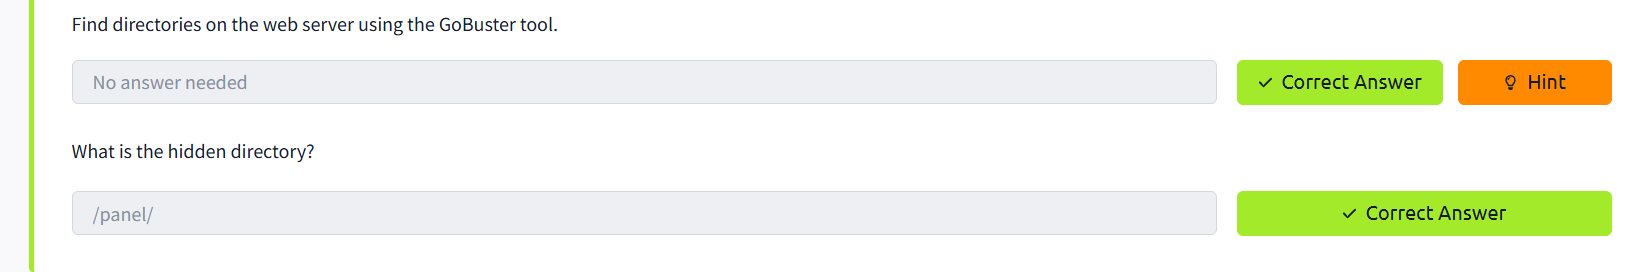 Find directories on the web server using the GoBuster tool.
No answer needed
Correct Answer
Hint
What is the hidden directory?
/panel/
Correct Answer